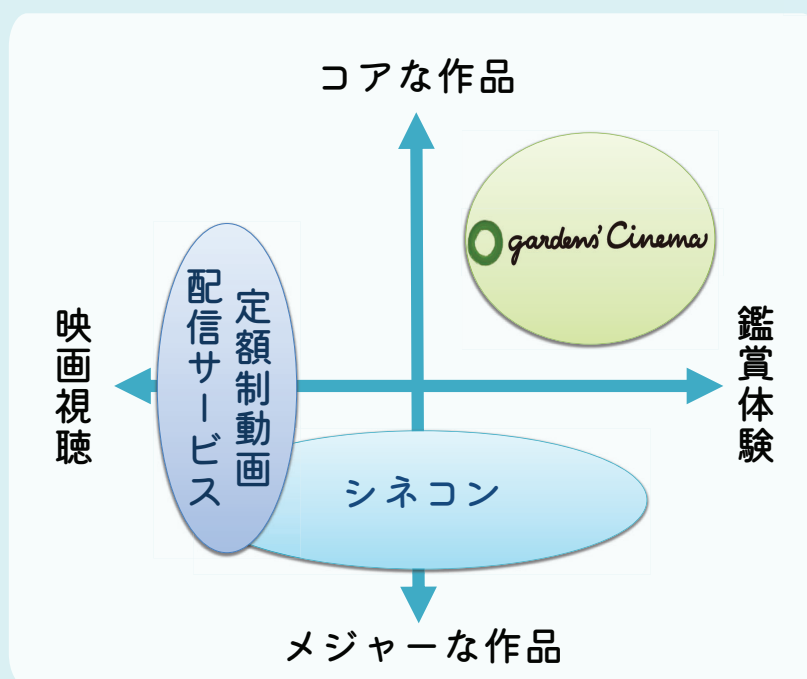 コアな作品
gardens' Cinema
定額制動画
配信サービス
映画視聴
鑑賞体験
シネコン
メジャーな作品